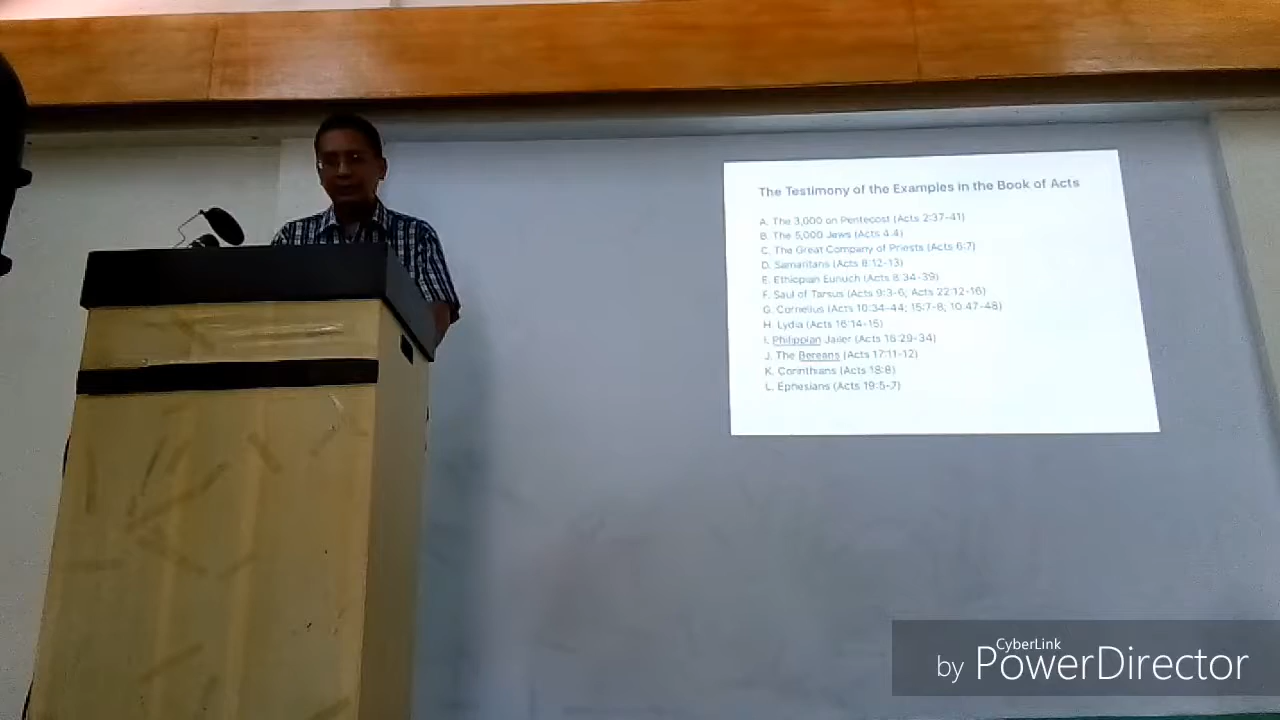 The Testimony of the Examples in the Book of Acts
A. The 3,000 on Pentecost (Acts 2:37-41)
B. The 5,000 Jews (Acts 4:4)
C. The Great Company of Priests (Acts 6:7)
D. Samaritans (Acts 8:12-13)
E. Ethiopian Eunuch (Acts 8:34-39)
F. Saul of Tarsus (Acts 9:3-6; Acts 22:12-16)
G. Cornelius (Acts 10:34-44; 15:7-8; 10:47-48)
H. Lydia (Acts 16:14-15)
I. Philippian Jailer (Acts 16:29-34)
J. The Bereans (Acts 17:11-12)
K. Corinthians (Acts 18:8)
L. Ephesians (Acts 19:5-7)
CyberLink
by PowerDirector